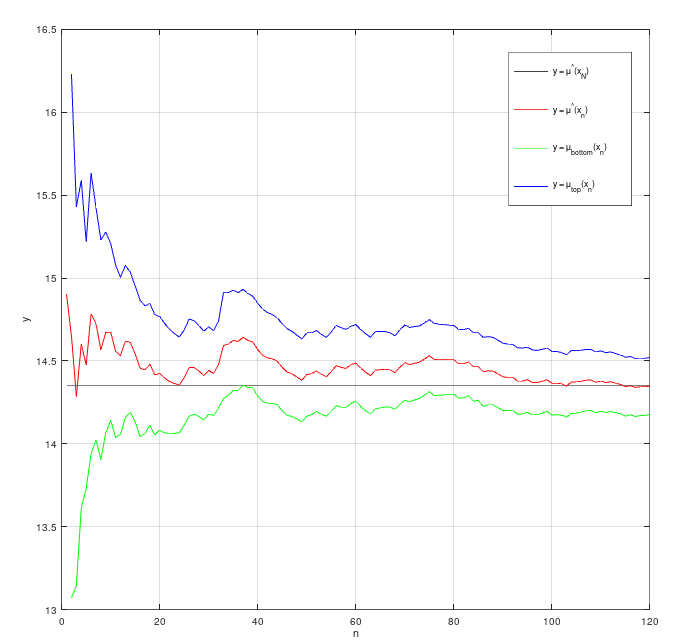 16.5
16
15.5
15
14.5
14
13.5
13
0 20 40 60 80 100 120
y
n
y = μ^(x_N)
y = μ^(x_n)
y = μ_bottom(x_n)
y = μ_top(x_n)